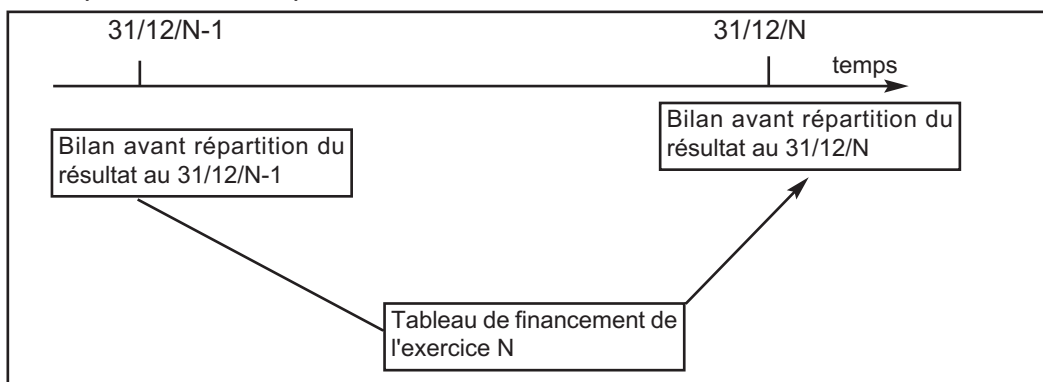 31/12/N-1
31/12/N
temps
Bilan avant répartition du
résultat au 31/12/N-1
Bilan avant répartition du
résultat au 31/12/N
Tableau de financement de
l'exercice N